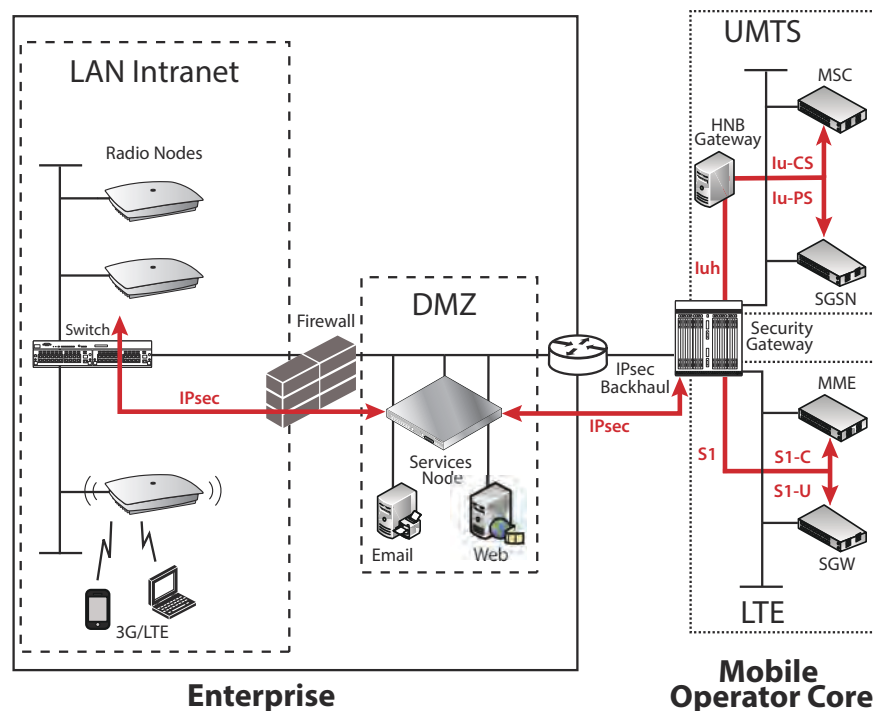 UMTS
LAN Intranet
MSC
HNB
Gateway
Radio Nodes
Iu-CS
Iu-PS
Iuh
SGSN
DMZ
Firewall
Switch
Security
Gateway
IPsec
Backhaul
MME
IPsec
IPsec
S1
S1-C
S1-U
Services
Node
Email
Web
SGW
LTE
3G/LTE
Enterprise
Mobile
Operator Core